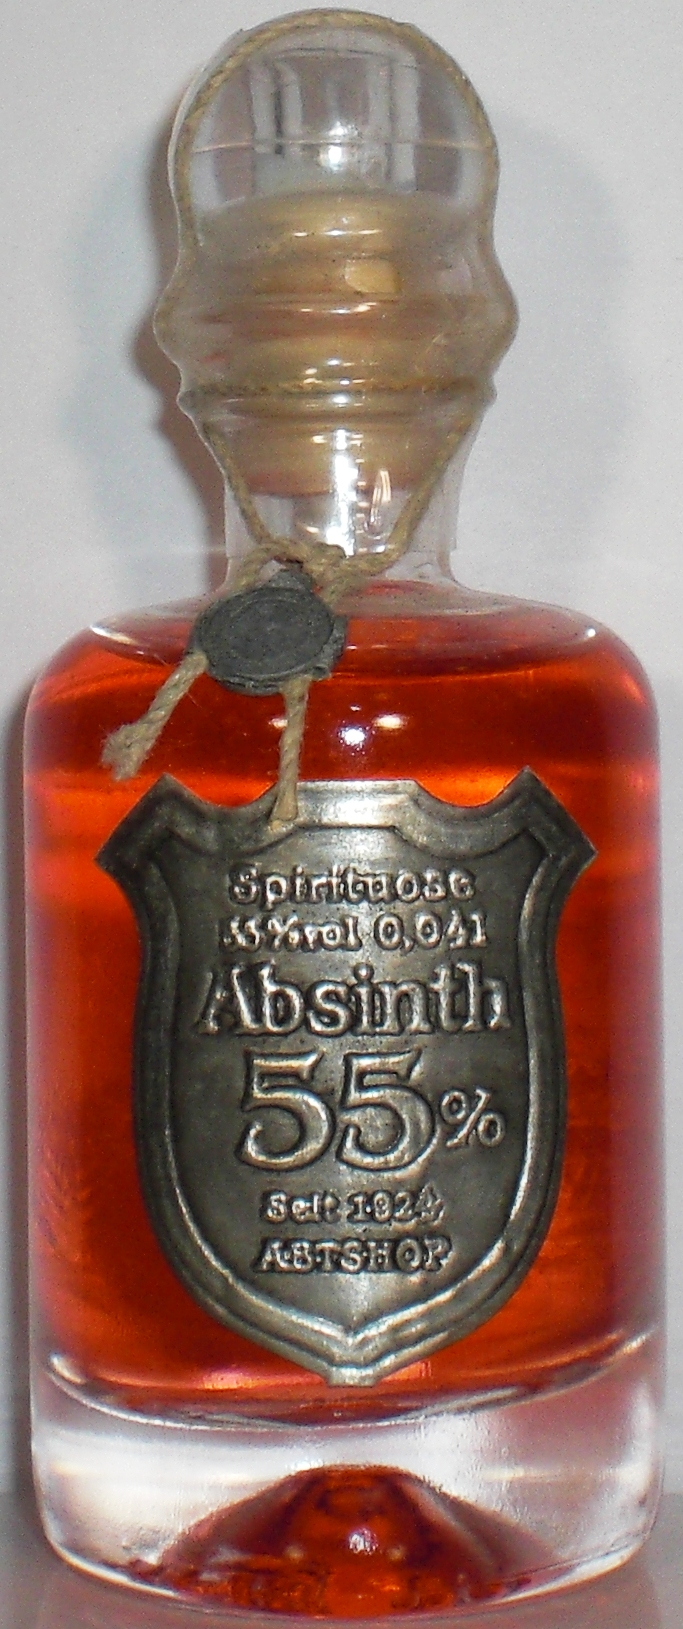 Spirituose
55%vol 0,04l
Absinth
55%
Seit 1924
ABTSHOF